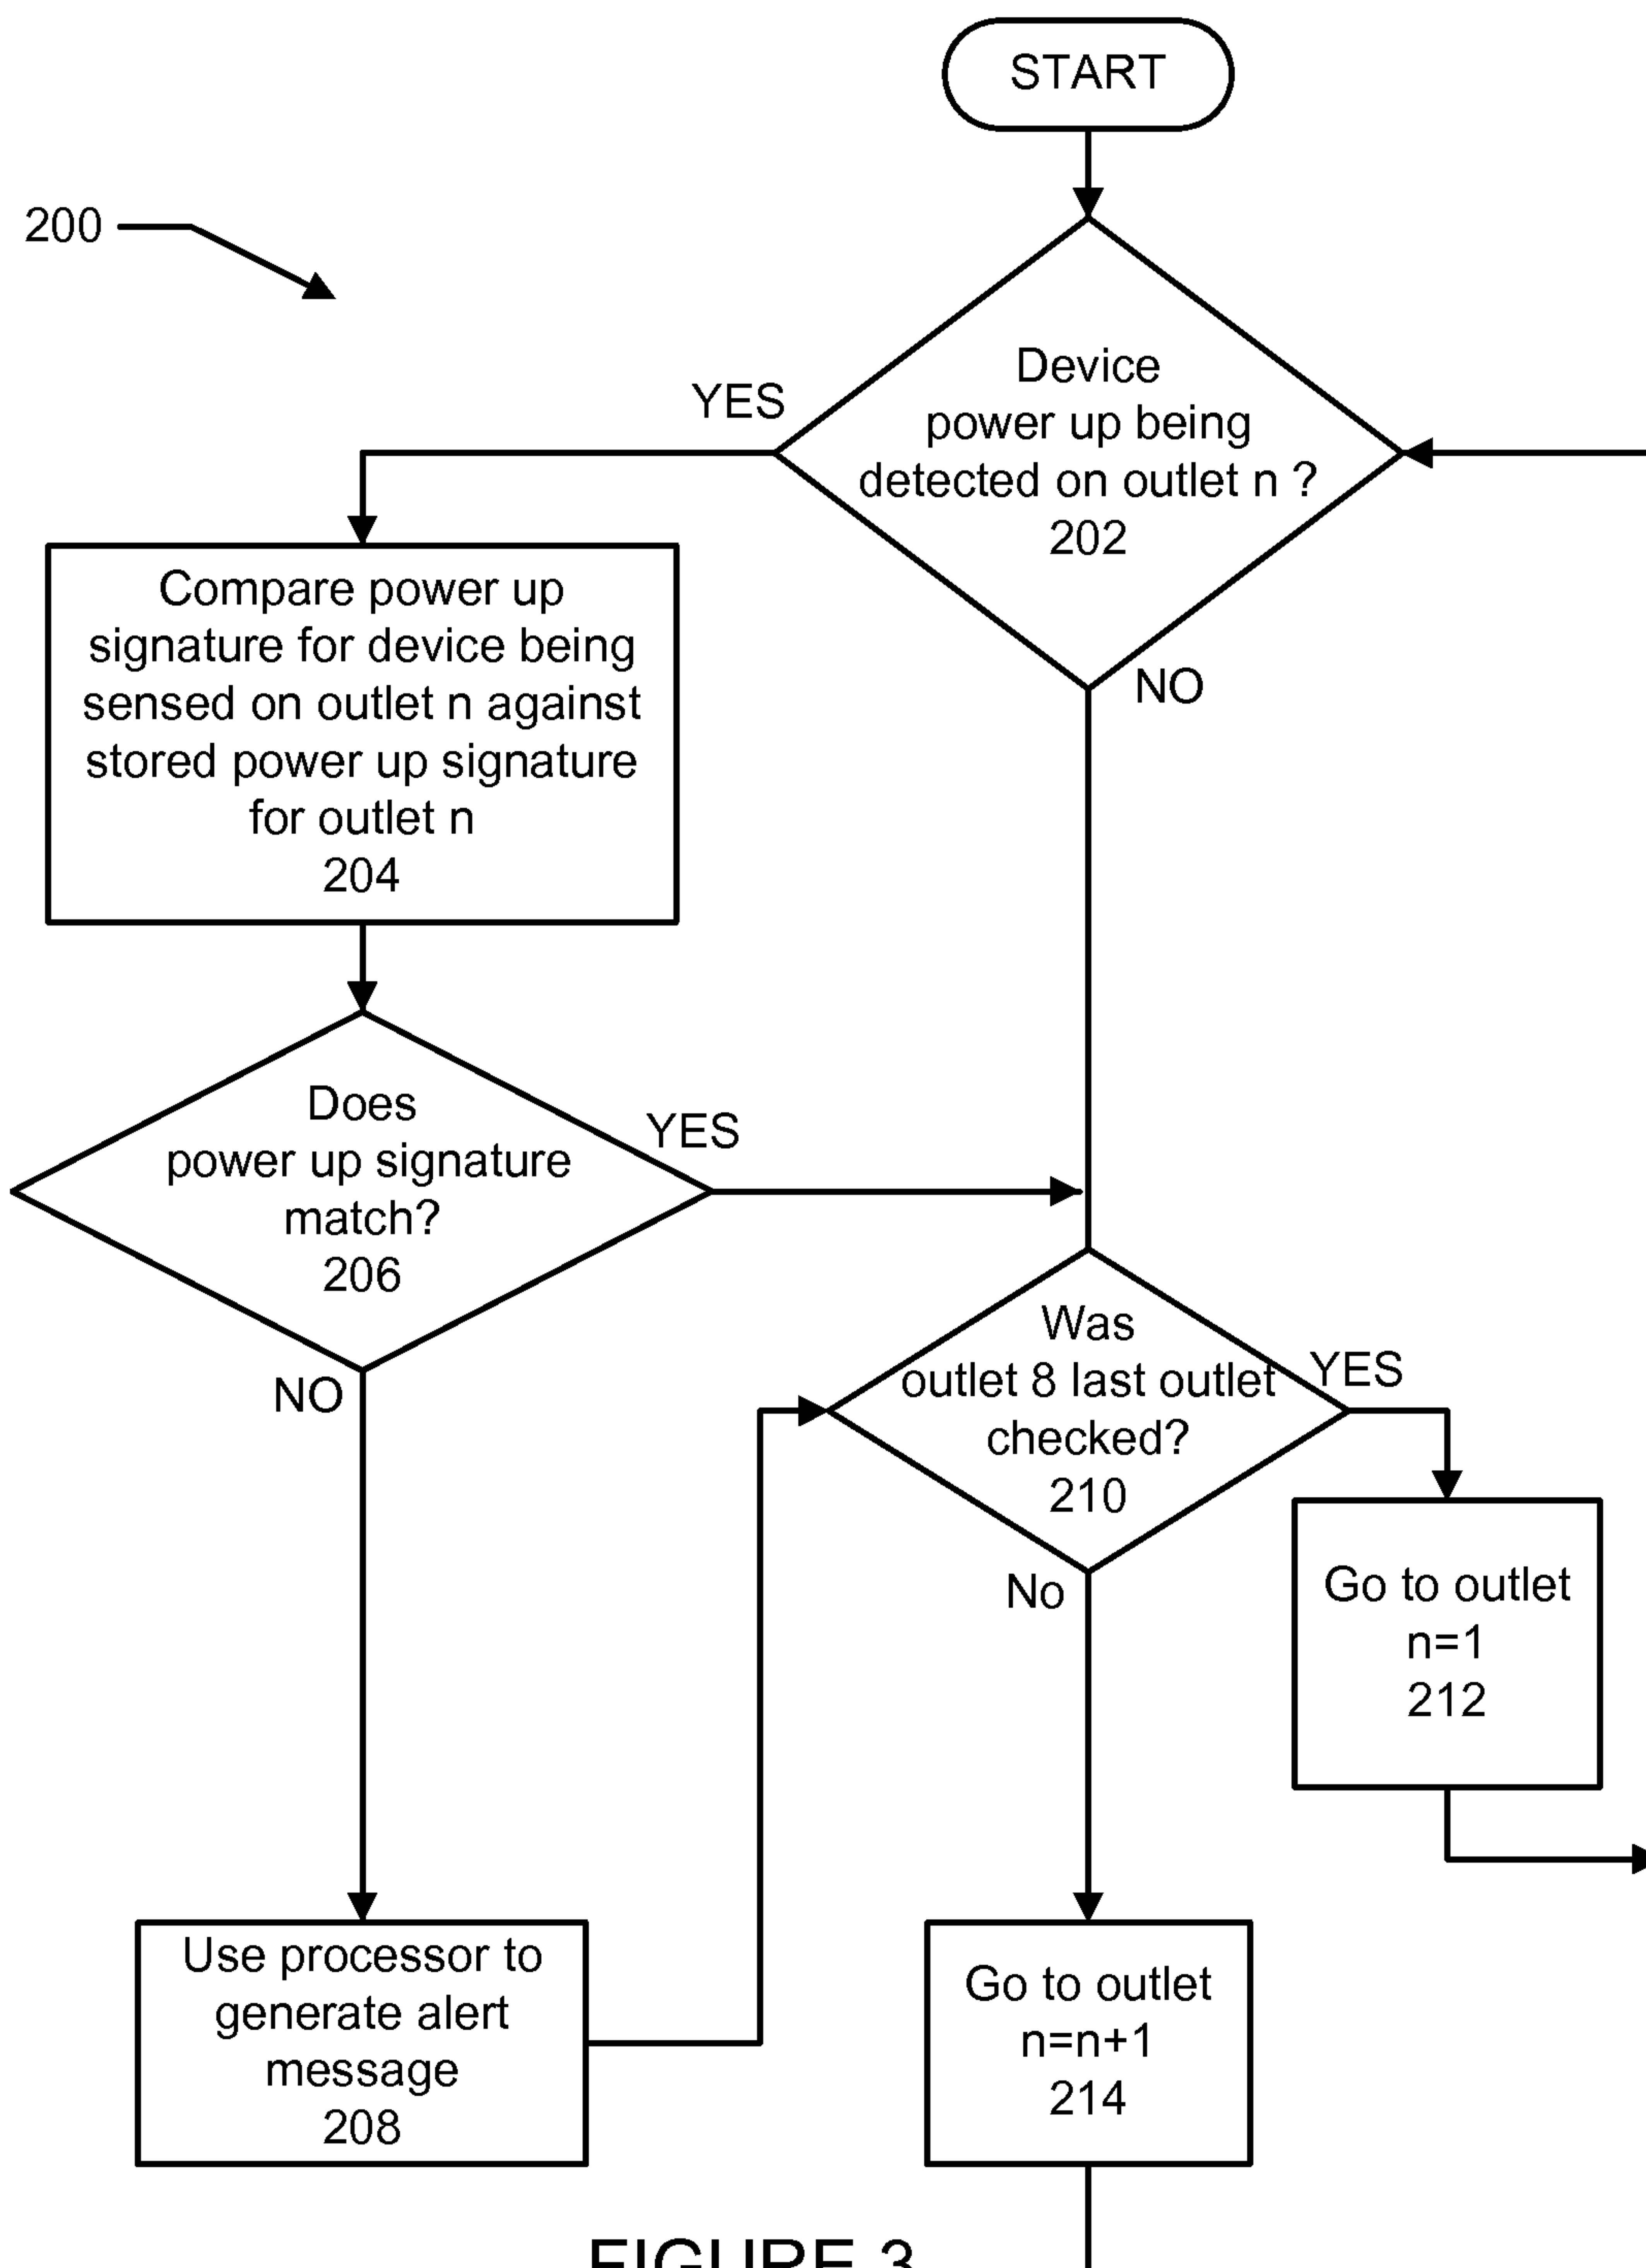 START
200
Device
power up being
detected on outlet n ?
202
YES
NO
Compare power up
signature for device being
sensed on outlet n against
stored power up signature
for outlet n
204
Does
power up signature
match?
206
YES
NO
Was
outlet 8 last outlet
checked?
210
YES
No
Go to outlet
n=1
212
Use processor to
generate alert
message
208
Go to outlet
n=n+1
214
FIGURE 3